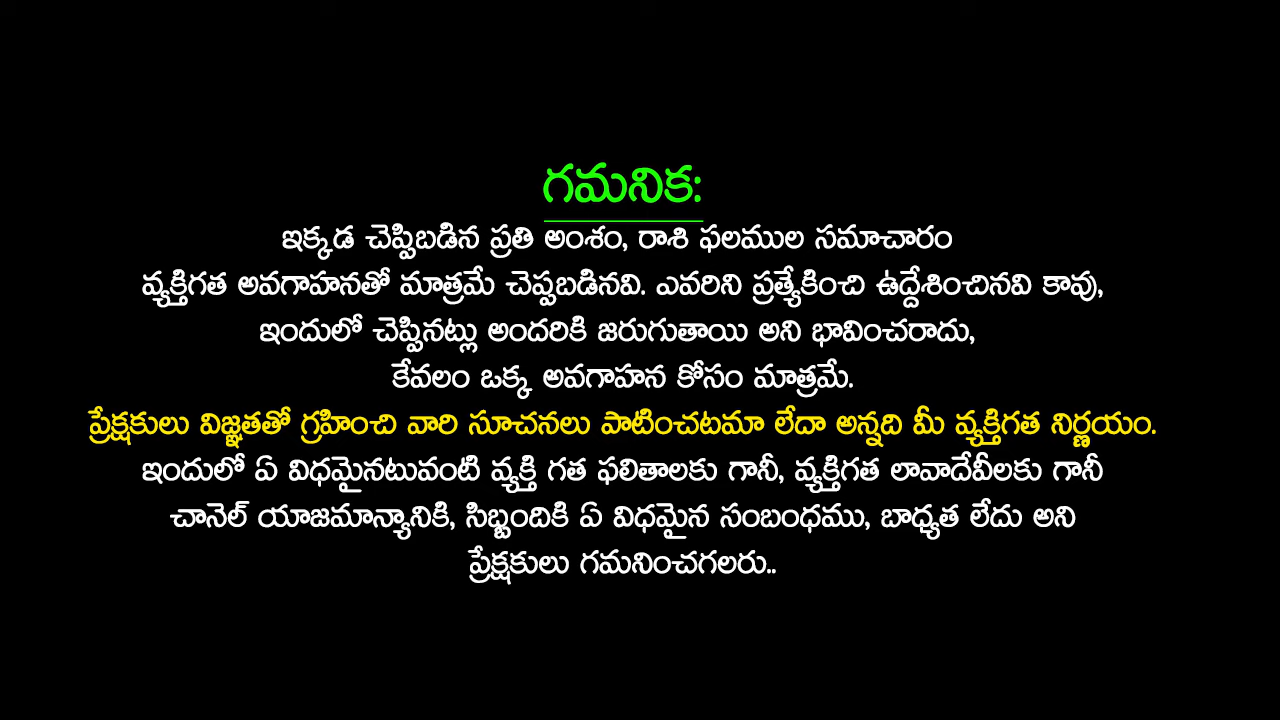 గమనిక:
ఇక్కడ చెప్పిబడిన ప్రతి అంశం, రాశి ఫలముల సమాచారం
వ్యక్తిగత అవగాహనతో మాత్రమే చెప్పబడినవి. ఎవరిని ప్రత్యేకించి ఉద్దేశించినవి కావు,
ఇందులో చెప్పినట్లు అందరికి జరుగుతాయి అని భావించరాదు,
కేవలం ఒక్క అవగాహన కోసం మాత్రమే.
ప్రేక్షకులు విజ్ఞతతో గ్రహించి వారి సూచనలు పాటించటమా లేదా అన్నది మీ వ్యక్తిగత నిర్ణయం.
ఇందులో ఏ విధమైనటువంటి వ్యక్తి గత ఫలితాలకు గానీ, వ్యక్తిగత లావాదేవీలకు గానీ
చానెల్ యాజమాన్యానికి, సిబ్బందికి ఏ విధమైన సంబంధము, బాధ్యత లేదు అని
ప్రేక్షకులు గమనించగలరు..